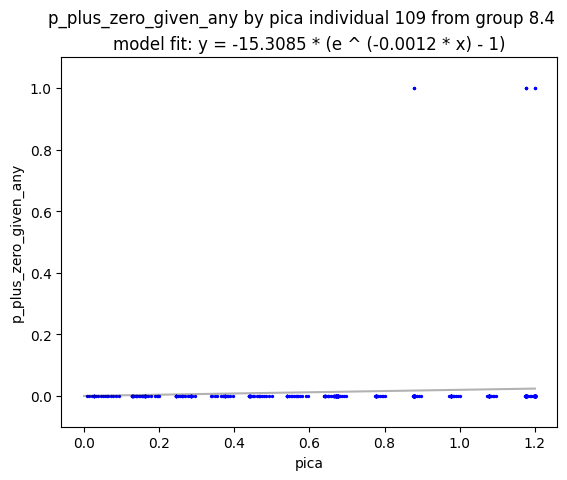 p_plus_zero_given_any by pica individual 109 from group 8.4
model fit: y = -15.3085 * (e ^ (-0.0012 * x) - 1)
1.0
0.8
0.6
0.4
0.2
0.0
p_plus_zero_given_any
0.0 0.2 0.4 0.6 0.8 1.0 1.2
pica